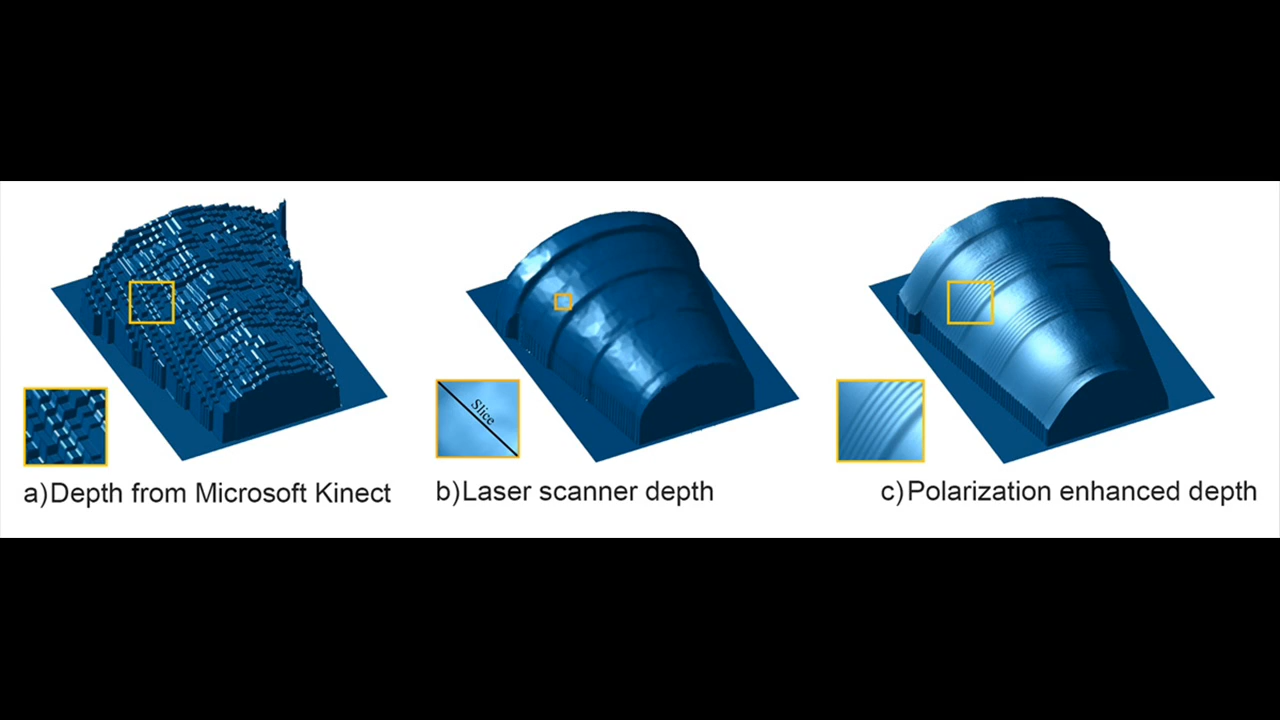 Slice
a)Depth from Microsoft Kinect
b)Laser scanner depth
c)Polarization enhanced depth